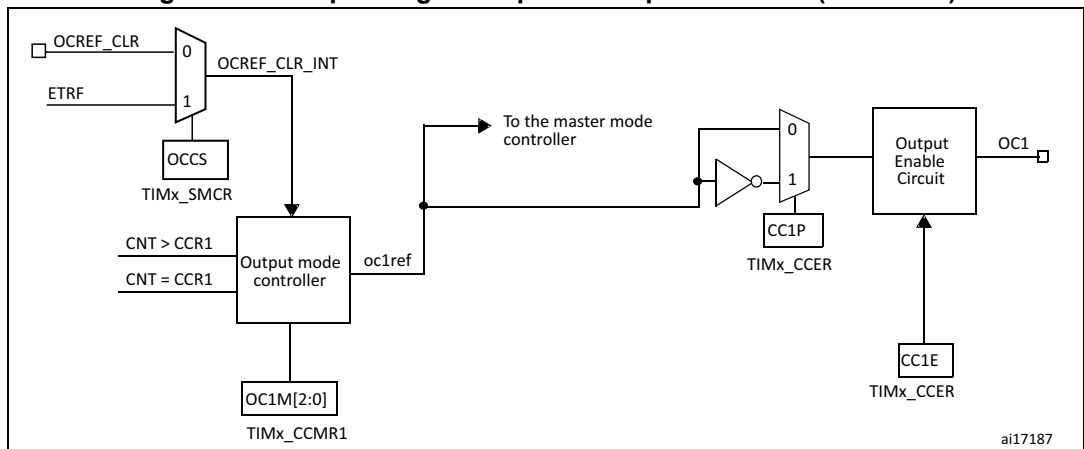 OCREF_CLR
0
OCREF_CLR_INT
ETRF
1
To the master mode
controller
0
Output
Enable
Circuit
OC1
OCCS
TIMx_SMCR
1
CC1P
TIMx_CCER
CNT > CCR1
Output mode
controller
oc1ref
CNT = CCR1
CC1E
TIMx_CCER
OC1M[2:0]
TIMx_CCMR1
ai17187